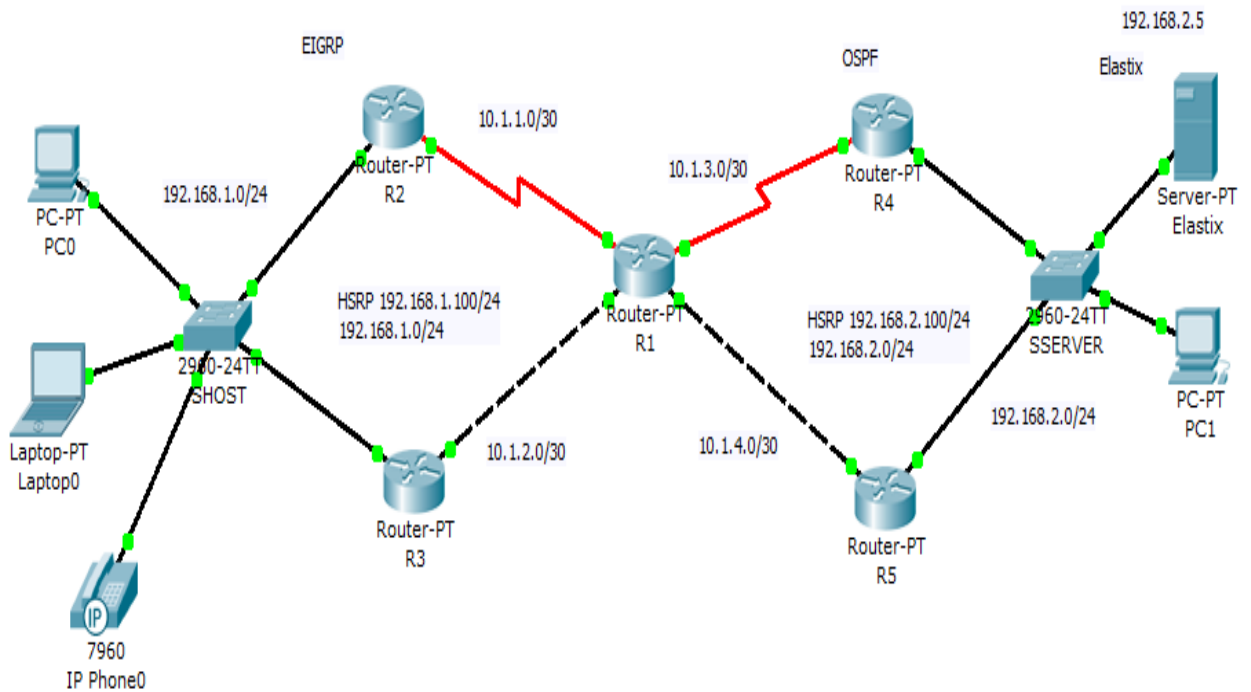 192.168.2.5
EIGRP
OSPF
Elastix
10.1.1.0/30
10.1.3.0/30
Router-PT
R2
Router-PT
R4
192.168.1.0/24
PC-PT
PC0
Server-PT
Elastix
HSRP 192.168.1.100/24
192.168.1.0/24
Router-PT
R1
HSRP 192.168.2.100/24
192.168.2.0/24
2960-24TT
SHOST
2960-24TT
SSERVER
PC-PT
PC1
192.168.2.0/24
Laptop-PT
Laptop0
10.1.2.0/30
10.1.4.0/30
Router-PT
R3
Router-PT
R5
IP
7960
IP Phone0